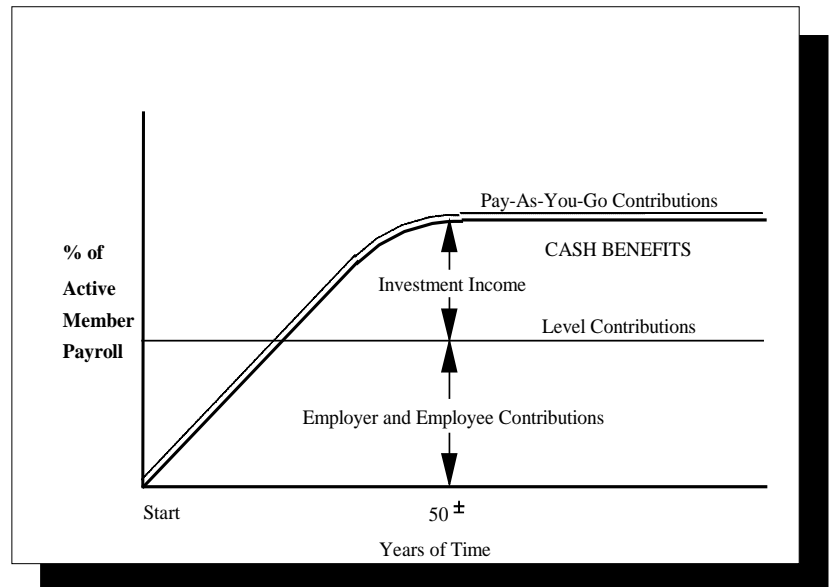 Pay-As-You-Go Contributions
% of
CASH BENEFITS
Active
Investment Income
Member
Level Contributions
Payroll
Employer and Employee Contributions
Start
50 ±
Years of Time